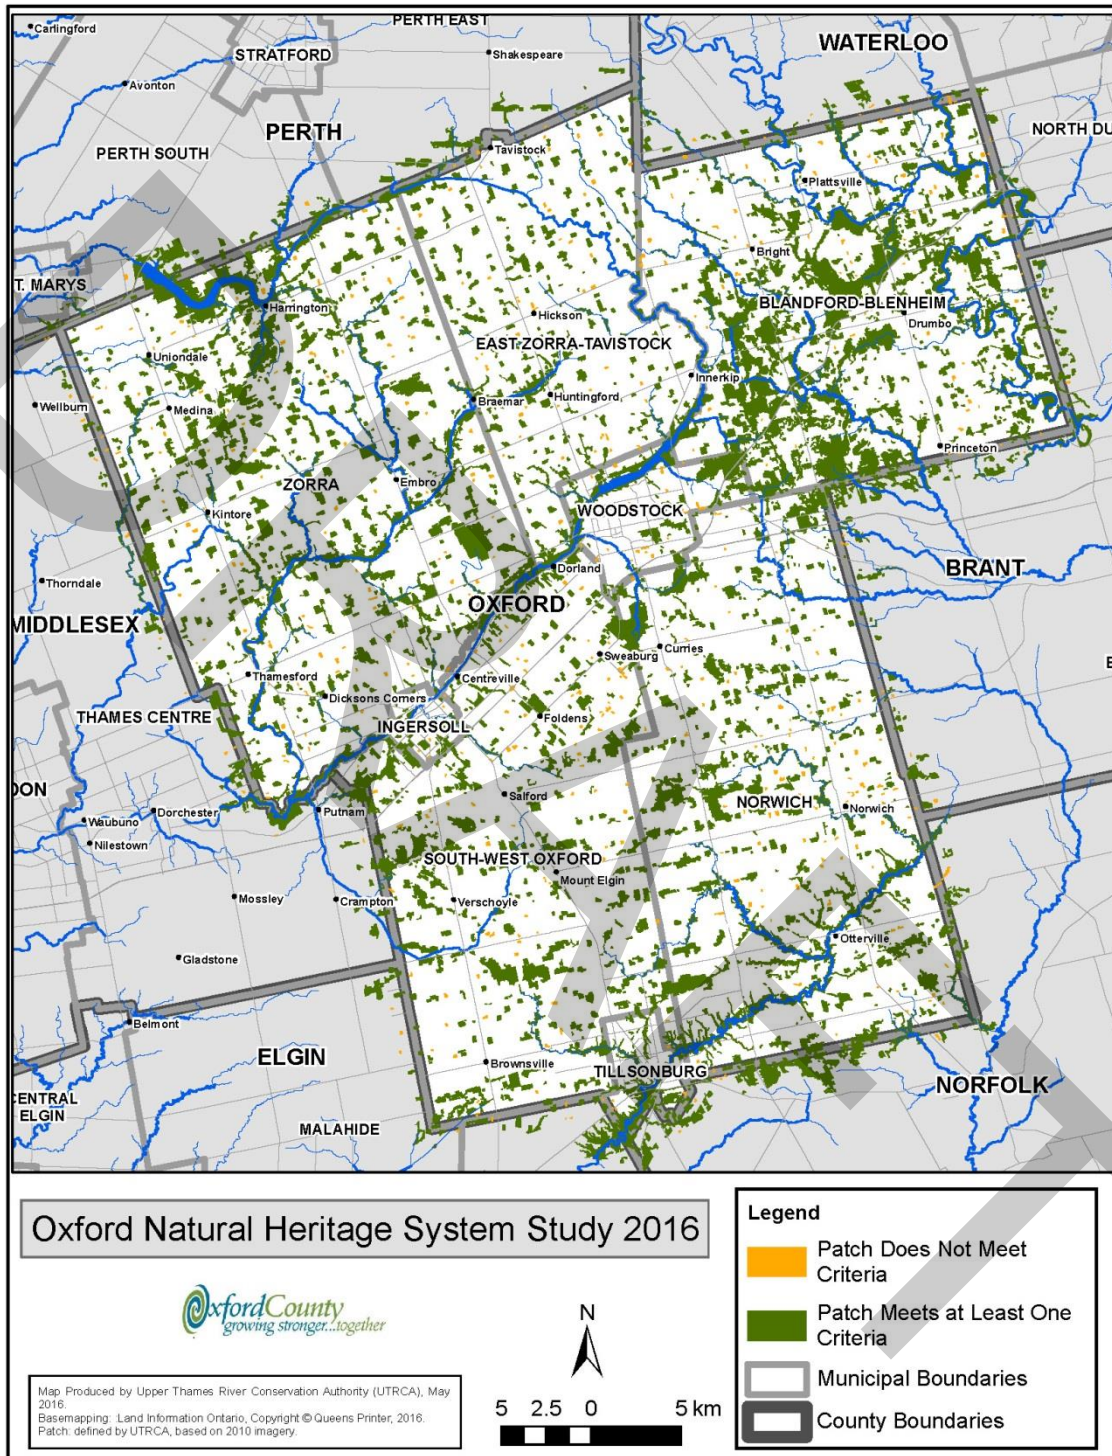 Carlingford
PERTH EAST
STRATFORD
Shakespeare
WATERLOO
Avonton
PERTH
NORTH DU
PERTH SOUTH
Tavistock
Plattsville
Bright
T. MARYS
Harrington
BLANDFORD-BLENHEIM
Hickson
Drumbo
EAST ZORRA-TAVISTOCK
Uniondale
Innerkip
Wellburn
Medina
Braemar
Huntingford
Princeton
ZORRA
Embro
Kintore
WOODSTOCK
Thorndale
Dorland
BRANT
MIDDLESEX
OXFORD
Sweaburg
Curries
Thamesford
Centreville
Dicksons Corners
THAMES CENTRE
INGERSOLL
Foldens
DON
Salford
NORWICH
Norwich
Dorchester
Putnam
Waubuno
Nilestown
SOUTH-WEST OXFORD
Mount Elgin
Mossley
Crampton
Verschoyle
Otterville
Gladstone
Belmont
ELGIN
Brownsville
TILLSONBURG
NORFOLK
CENTRAL
ELGIN
MALAHIDE
DRAFT
Oxford Natural Heritage System Study 2016
OxfordCounty
growing stronger...together
N
Map Produced by Upper Thames River Conservation Authority (UTRCA), May
2016.
Basemapping: Land Information Ontario, Copyright © Queens Printer, 2016.
Patch: defined by UTRCA, based on 2010 imagery.
5 2.5 0 5 km
Legend
Patch Does Not Meet
Criteria
Patch Meets at Least One
Criteria
Municipal Boundaries
County Boundaries